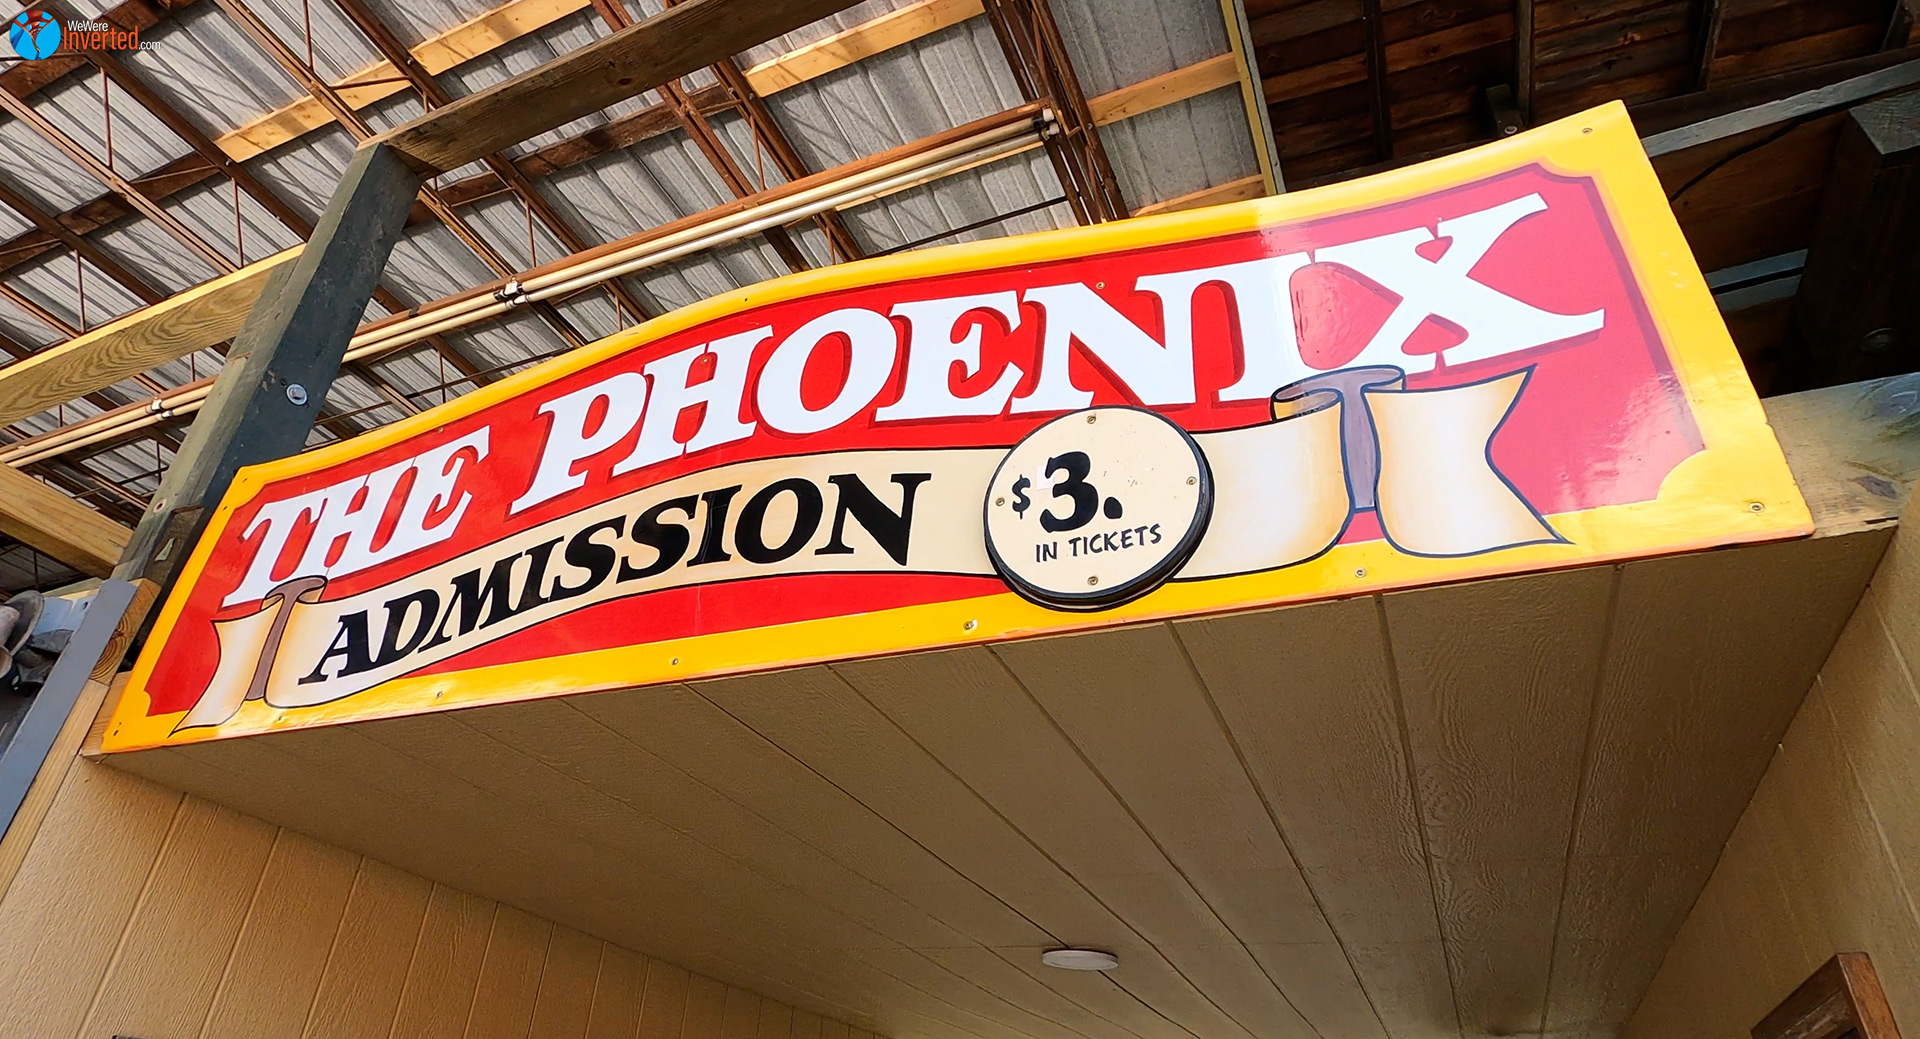 WeWere
Inverted.com
THE PHOENIX
ADMISSION
$3.
IN TICKETS